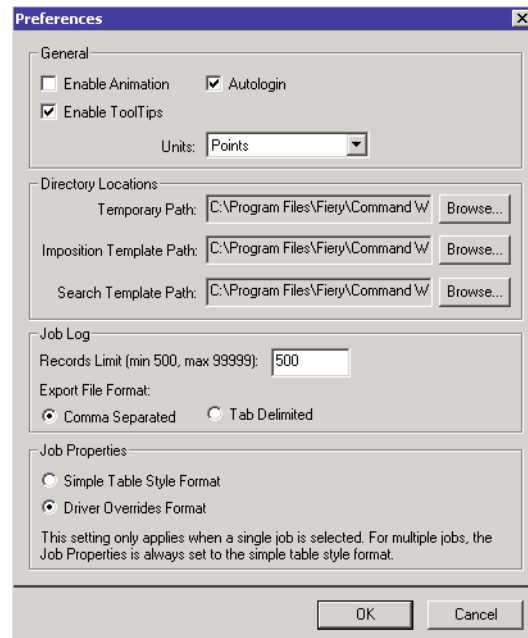 Preferences
General
Enable Animation
Autologin
Enable ToolTips
Units: Points
Directory Locations
Temporary Path: C:\Program Files\Fiery\Command W Browse...
Imposition Template Path: C:\Program Files\Fiery\Command W Browse...
Search Template Path: C:\Program Files\Fiery\Command W Browse...
Job Log
Records Limit (min 500, max 99999): 500
Export File Format:
Comma Separated
Tab Delimited
Job Properties
Simple Table Style Format
Driver Overrides Format
This setting only applies when a single job is selected. For multiple jobs, the
Job Properties is always set to the simple table style format.
OK
Cancel